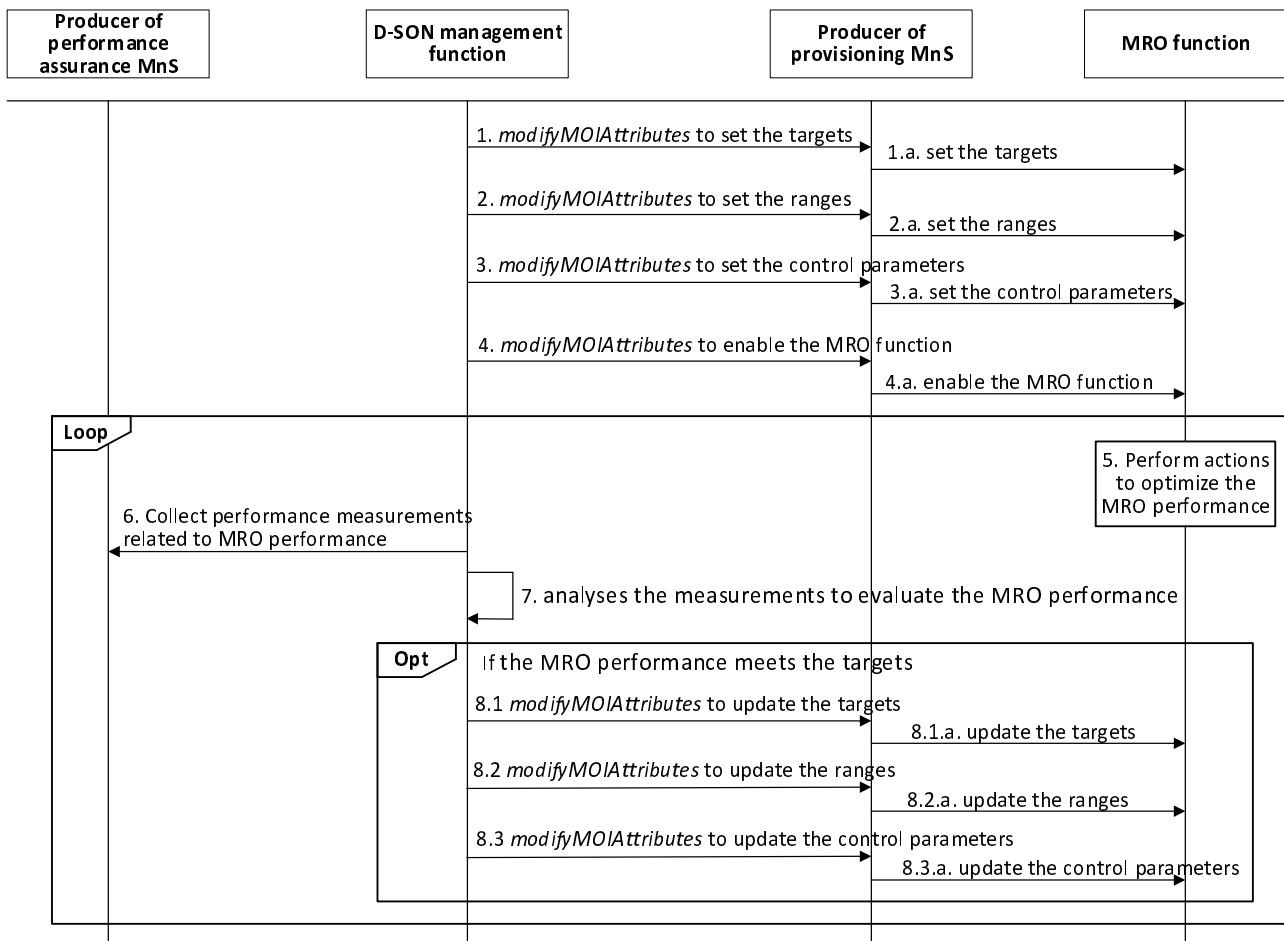 Producer of
performance
assurance MnS
D-SON management
function
Producer of
provisioning MnS
MRO function
1. modifyMOIAttributes to set the targets
1.a. set the targets
2. modifyMOIAttributes to set the ranges
2.a. set the ranges
3. modifyMOIAttributes to set the control parameters
3.a. set the control parameters
4. modifyMOIAttributes to enable the MRO function
4.a. enable the MRO function
Loop
5. Perform actions
to optimize the
MRO performance
6. Collect performance measurements
related to MRO performance
7. analyses the measurements to evaluate the MRO performance
Opt
If the MRO performance meets the targets
8.1 modifyMOIAttributes to update the targets
8.1.a. update the targets
8.2 modifyMOIAttributes to update the ranges
8.2.a. update the ranges
8.3 modifyMOIAttributes to update the control parameters
8.3.a. update the control parameters